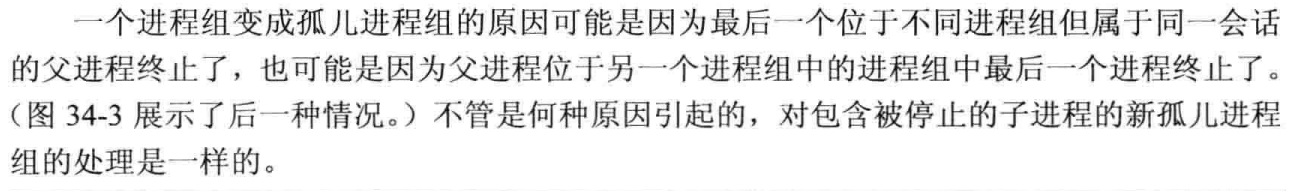 一个进程组变成孤儿进程组的原因可能是因为最后一个位于不同进程组但属于同一会话
的父进程终止了，也可能是因为父进程位于另一个进程组中的进程组中最后一个进程终止了。
（图 34-3 展示了后一种情况。）不管是何种原因引起的，对包含被停止的子进程的新孤儿进程
组的处理是一样的。